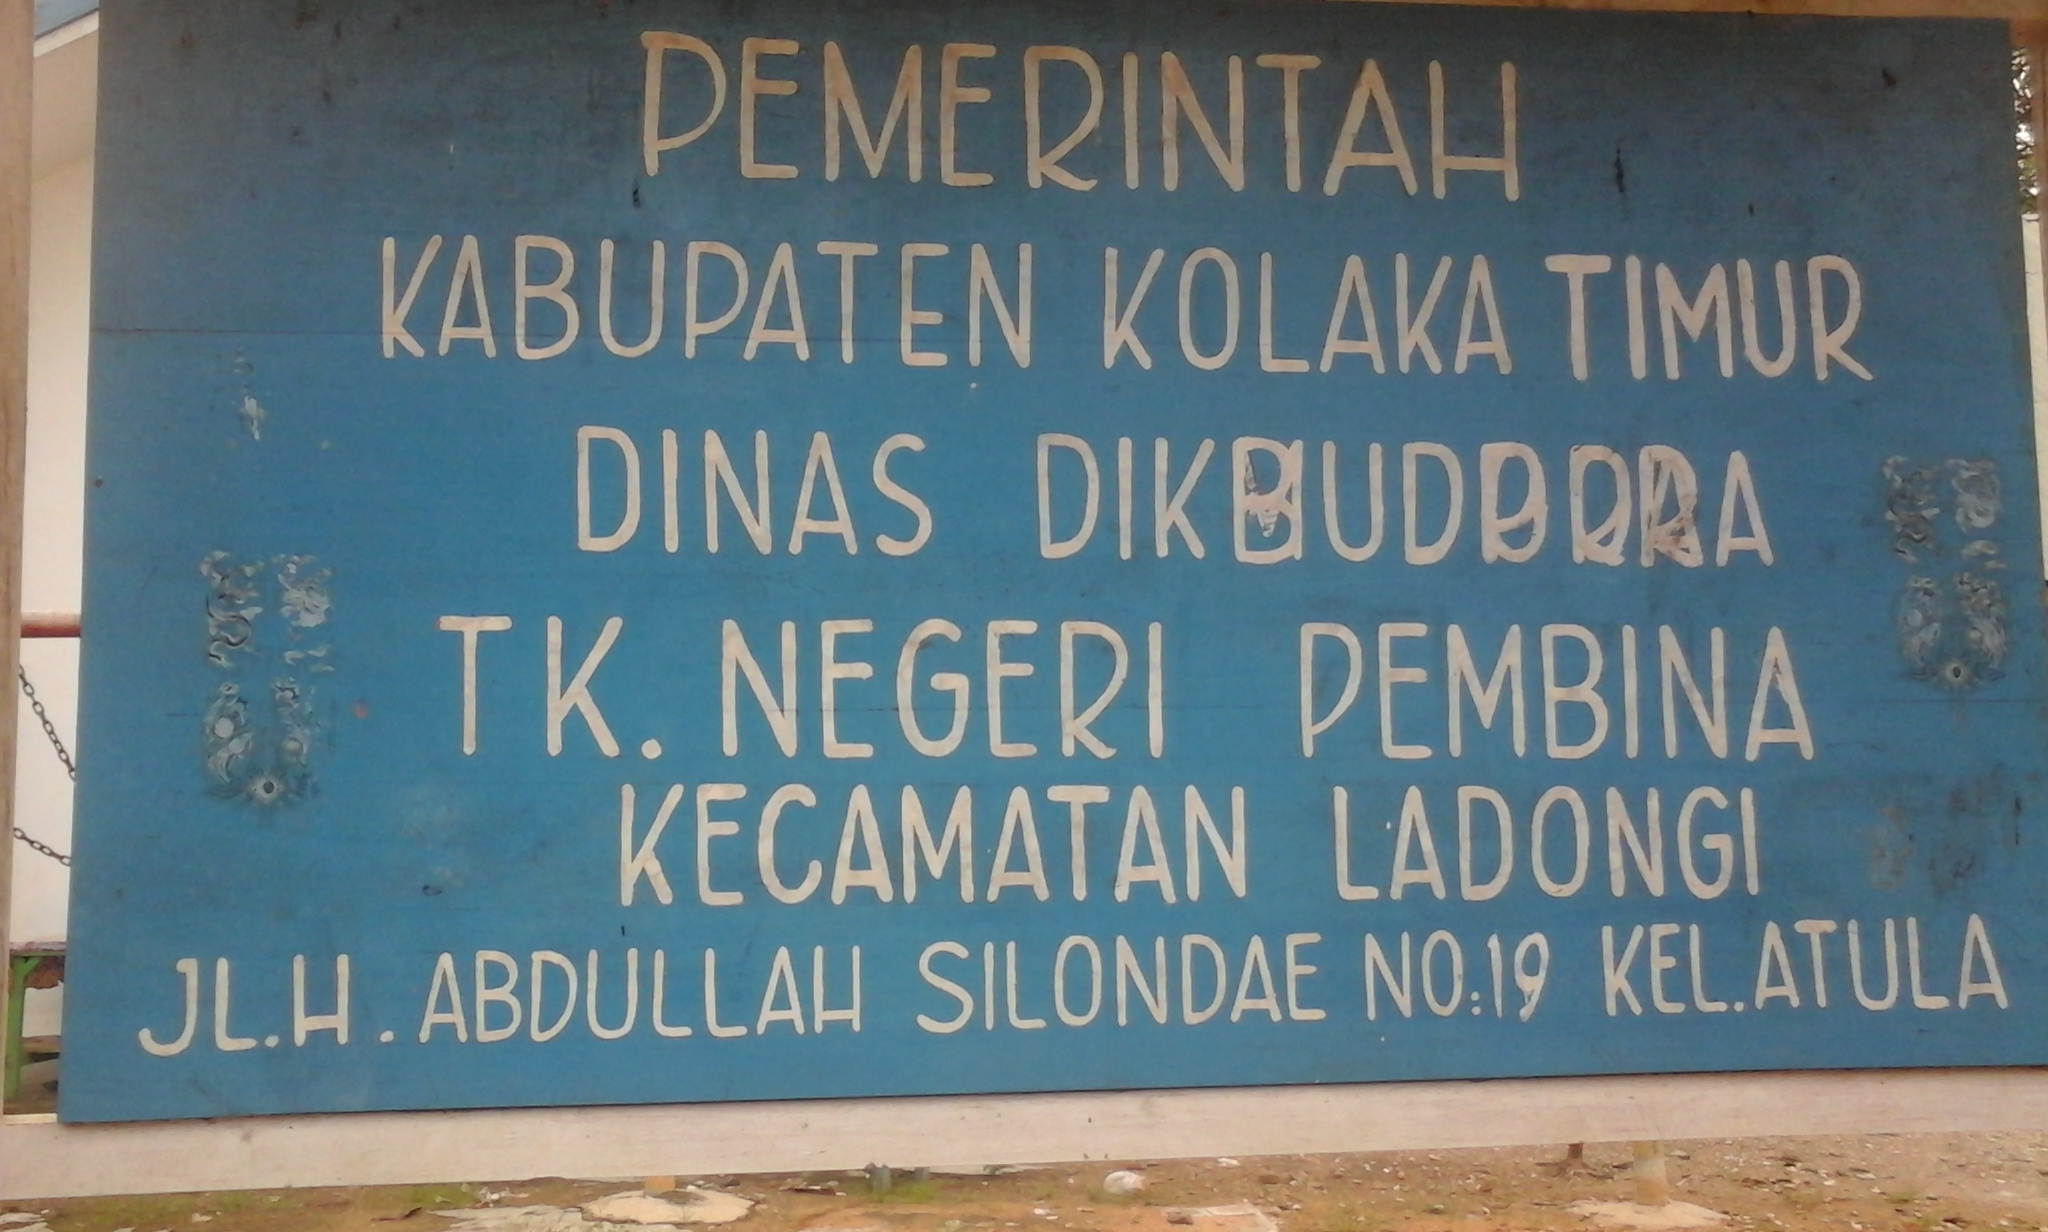 PEMERINTAH
KABUPATEN KOLAKA TIMUR
DINAS
TK. NEGERI PEMBINA
KECAMATAN LADONGI
JL.H. ABDULLAH SILONDAE NO:19 KEL.ATULA